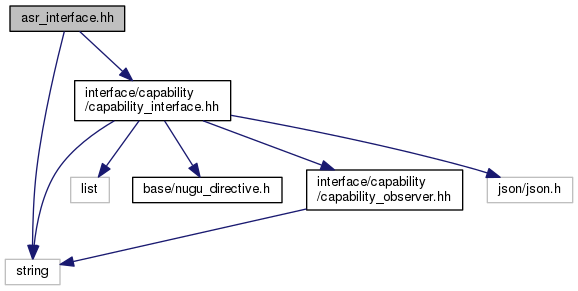 asr_interface.hh
interface/capability
/capability_interface.hh
list
base/nugu_directive.h
interface/capability
/capability_observer.hh
json/json.h
string